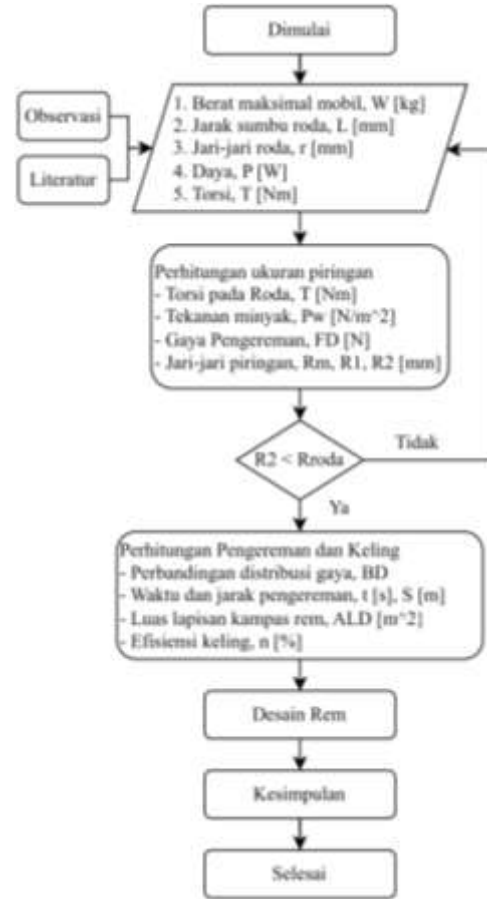 Dimulai
Observasi
Literatur
1. Berat maksimal mobil, W [kg]
2. Jarak sumbu roda, L [mm]
3. Jari-jari roda, r [mm]
4. Daya, P [W]
5. Torsi, T [Nm]
Perhitungan ukuran piringan
- Torsi pada Roda, T [Nm]
- Tekanan minyak, Pw [N/m^2]
- Gaya Pengereman, FD [N]
- Jari-jari piringan, Rm, R1, R2 [mm]
R2 < Rroda
Tidak
Ya
Perhitungan Pengereman dan Keling
- Perbandingan distribusi gaya, BD
- Waktu dan jarak pengereman, t [s], S [m]
- Luas lapisan kampas rem, ALD [m^2]
- Efisiensi keling, n [%]
Desain Rem
Kesimpulan
Selesai